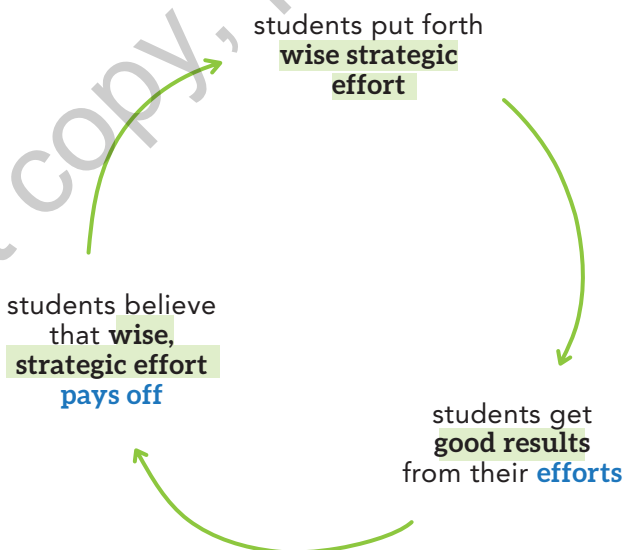 copy,
students put forth
wise strategic
effort
students get
good results
from their efforts
students believe
that wise,
strategic effort
pays off